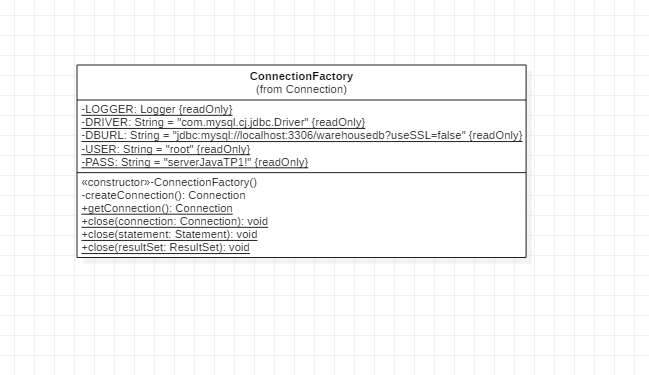 ConnectionFactory
(from Connection)
-LOGGER: Logger {readOnly}
-DRIVER: String = "com.mysql.cj.jdbc.Driver" {readOnly}
-DBURL: String = "jdbc:mysql://localhost:3306/warehousedb?useSSL=false" {readOnly}
-USER: String = "root" {readOnly}
-PASS: String = "serverJavaTP1!" {readOnly}
«constructor»-ConnectionFactory()
-createConnection(): Connection
+getConnection(): Connection
+close(connection: Connection): void
+close(statement: Statement): void
+close(resultSet: ResultSet): void